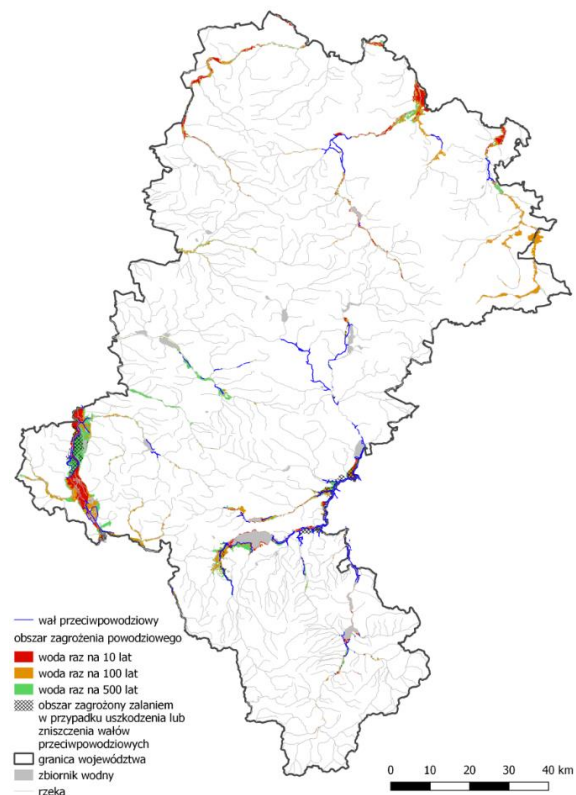 wał przeciwpowodziowy
obszar zagrożenia powodziowego
woda raz na 10 lat
woda raz na 100 lat
woda raz na 500 lat
obszar zagrożony zalaniem
w przypadku uszkodzenia lub
zniszczenia wałów
przeciwpowodziowych
granica województwa
zbiornik wodny
rzeka
0 10 20 30 40 km